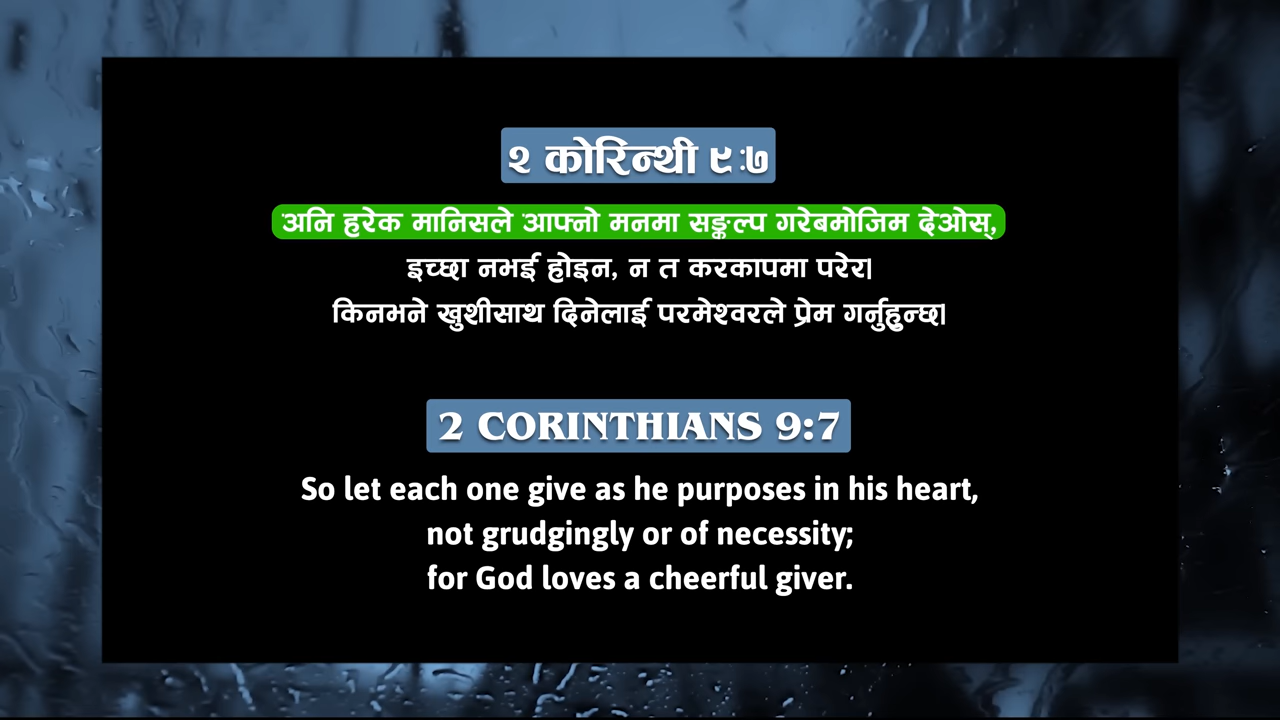 २ कोरिन्थी ९:७
अनि हरेक मानिसले आफ्नो मनमा सङ्कल्प गरेबमोजिम देओस्,
इच्छा नभई होइन, न त करकापमा परेर।
किनभने खुशीसाथ दिनेलाई परमेश्वरले प्रेम गर्नुहुन्छ।
2 CORINTHIANS 9:7
So let each one give as he purposes in his heart,
not grudgingly or of necessity;
for God loves a cheerful giver.